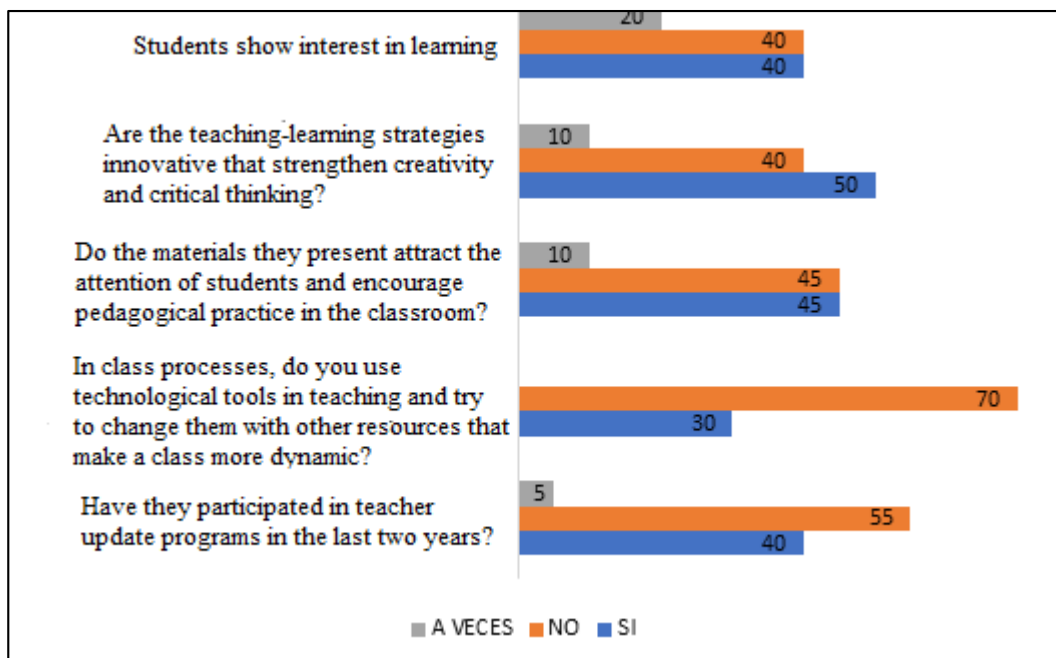 20
Students show interest in learning
40
40
Are the teaching-learning strategies
innovative that strengthen creativity
and critical thinking?
10
40
50
Do the materials they present attract the
attention of students and encourage
pedagogical practice in the classroom?
10
45
45
In class processes, do you use
technological tools in teaching and try
to change them with other resources that
make a class more dynamic?
70
30
Have they participated in teacher
update programs in the last two years?
5
55
40
A VECES NO SI